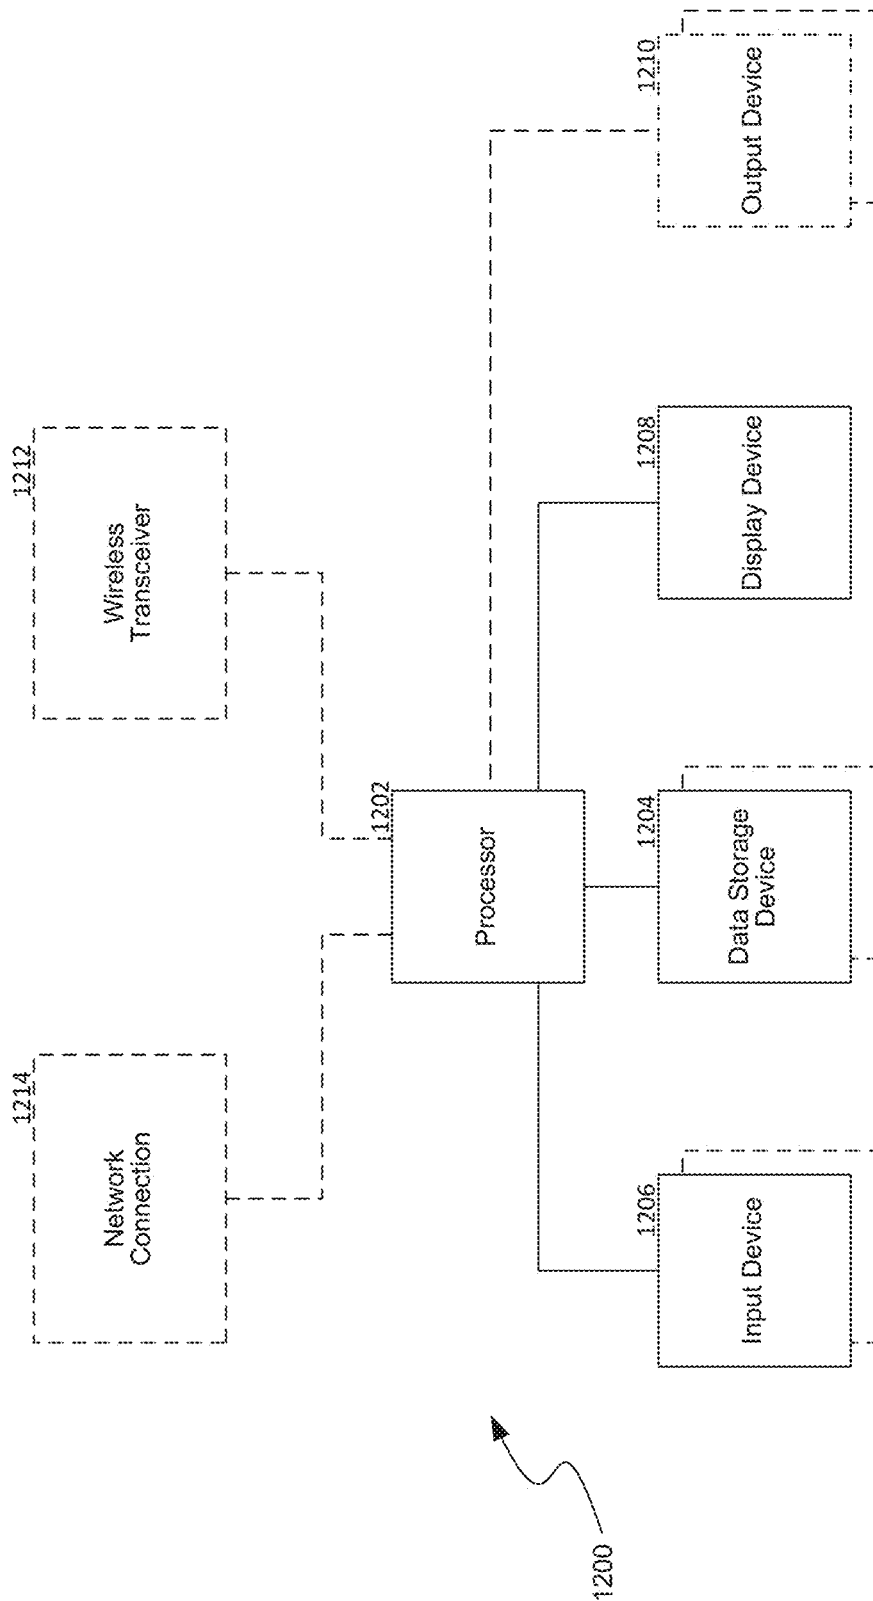 1214
Network
Connection
1212
Wireless
Transceiver
1202
Processor
1206
Input Device
1204
Data Storage
Device
1208
Display Device
1210
Output Device
1200